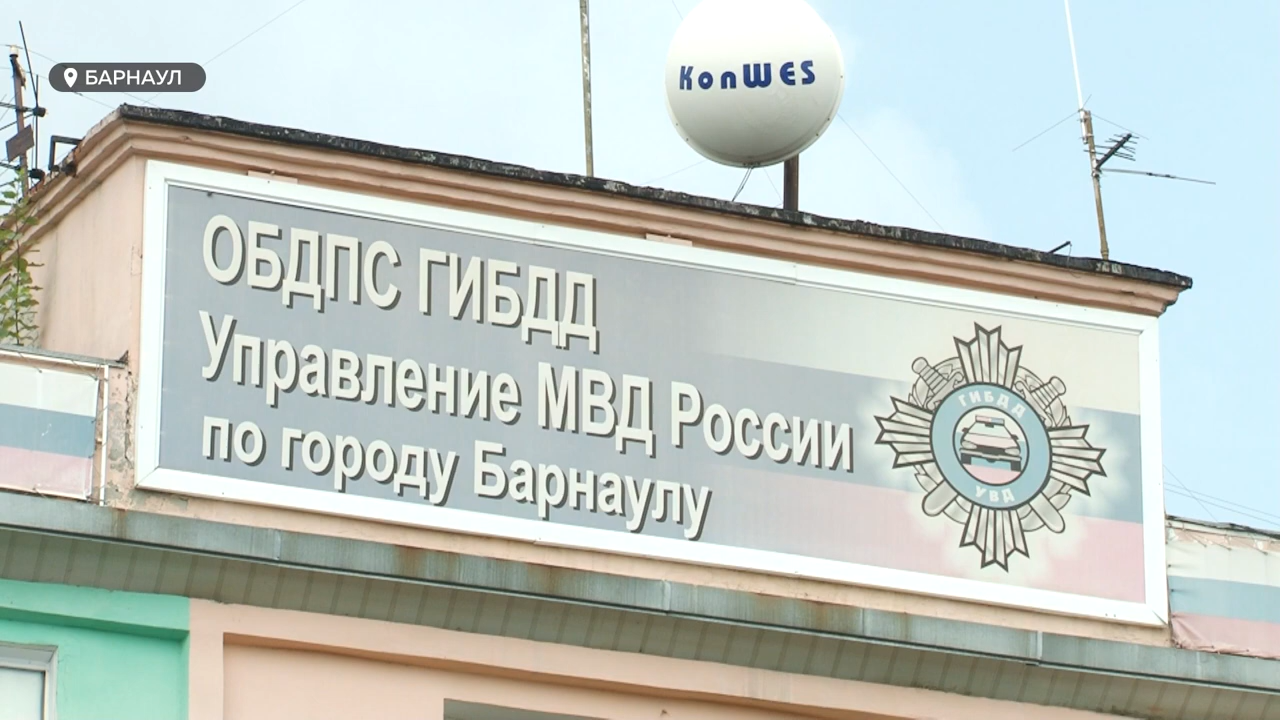 БАРНАУЛ
KonWES
ОБДПС ГИБДД
Управление МВД России
по городу Барнаулу
ГИБДД
УВД